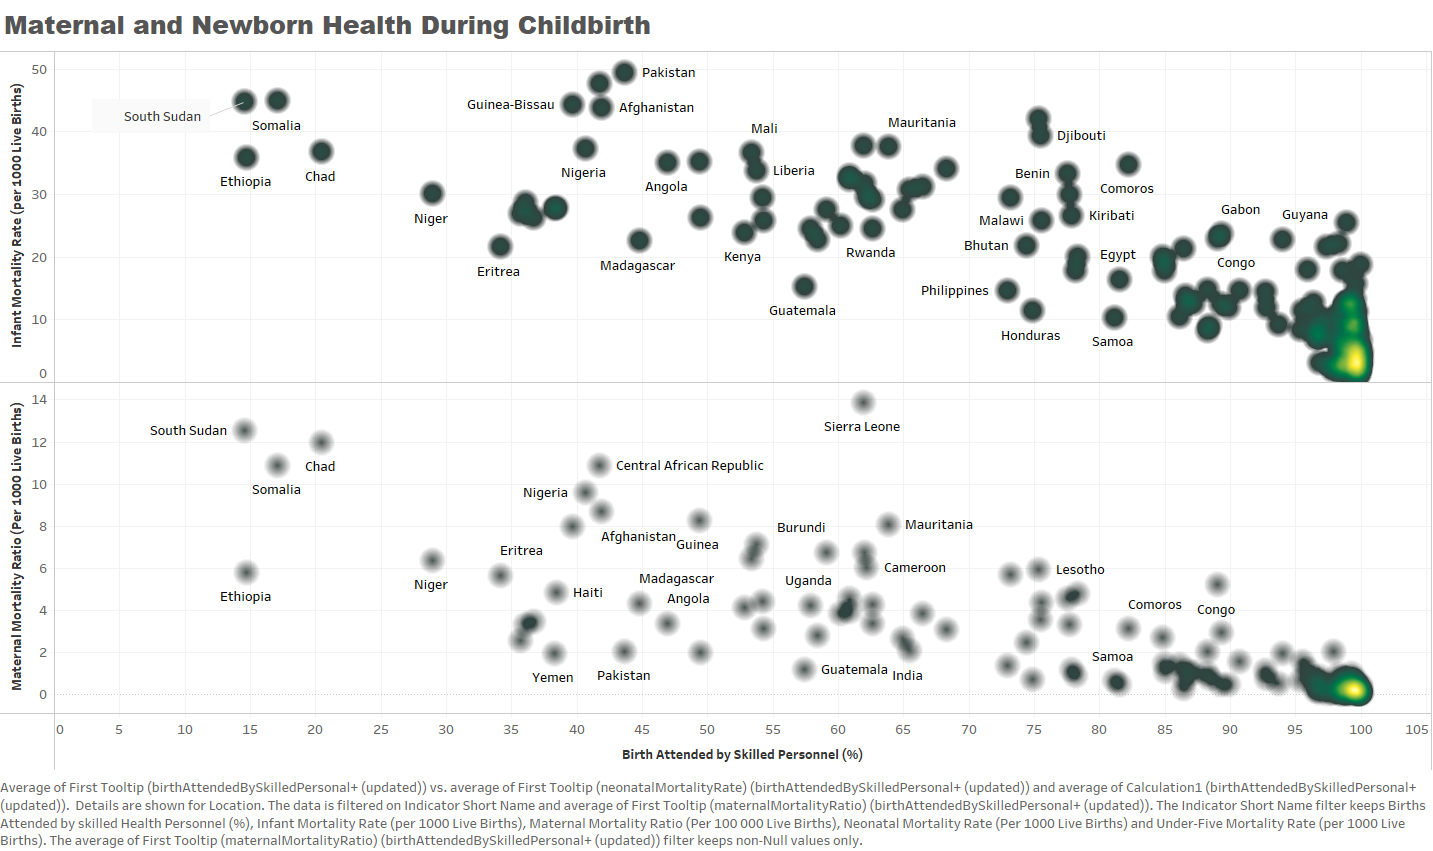 Maternal and Newborn Health During Childbirth
Infant Mortality Rate (per 1000 Live Births)
50
40
30
20
10
0
Pakistan
Guinea-Bissau
Afghanistan
South Sudan
Somalia
Mali
Mauritania
Djibouti
Ethiopia
Chad
Nigeria
Angola
Liberia
Benin
Comoros
Niger
Malawi
Kiribati
Gabon
Guyana
Eritrea
Madagascar
Kenya
Rwanda
Bhutan
Egypt
Congo
Guatemala
Philippines
Honduras
Samoa
Maternal Mortality Ratio (Per 1000 Live Births)
14
12
10
8
6
4
2
0
South Sudan
Chad
Somalia
Sierra Leone
Central African Republic
Nigeria
Afghanistan
Guinea
Burundi
Mauritania
Eritrea
Niger
Ethiopia
Haiti
Madagascar
Angola
Uganda
Cameroon
Lesotho
Comoros
Congo
Yemen
Pakistan
Guatemala
India
Samoa
0 5 10 15 20 25 30 35 40 45 50 55 60 65 70 75 80 85 90 95 100 105
Birth Attended by Skilled Personnel (%)
Average of First Tooltip (birthAttendedBySkilledPersonal+ (updated)) vs. average of First Tooltip (neonatalMortalityRate) (birthAttendedBySkilledPersonal+ (updated)) and average of Calculation1 (birthAttendedBySkilledPersonal+
(updated)).  Details are shown for Location. The data is filtered on Indicator Short Name and average of First Tooltip (maternalMortalityRatio) (birthAttendedBySkilledPersonal+ (updated)). The Indicator Short Name filter keeps Births
Attended by skilled Health Personnel (%), Infant Mortality Rate (per 1000 Live Births), Maternal Mortality Ratio (Per 100 000 Live Births), Neonatal Mortality Rate (Per 1000 Live Births) and Under-Five Mortality Rate (per 1000 Live
Births). The average of First Tooltip (maternalMortalityRatio) (birthAttendedBySkilledPersonal+ (updated)) filter keeps non-Null values only.